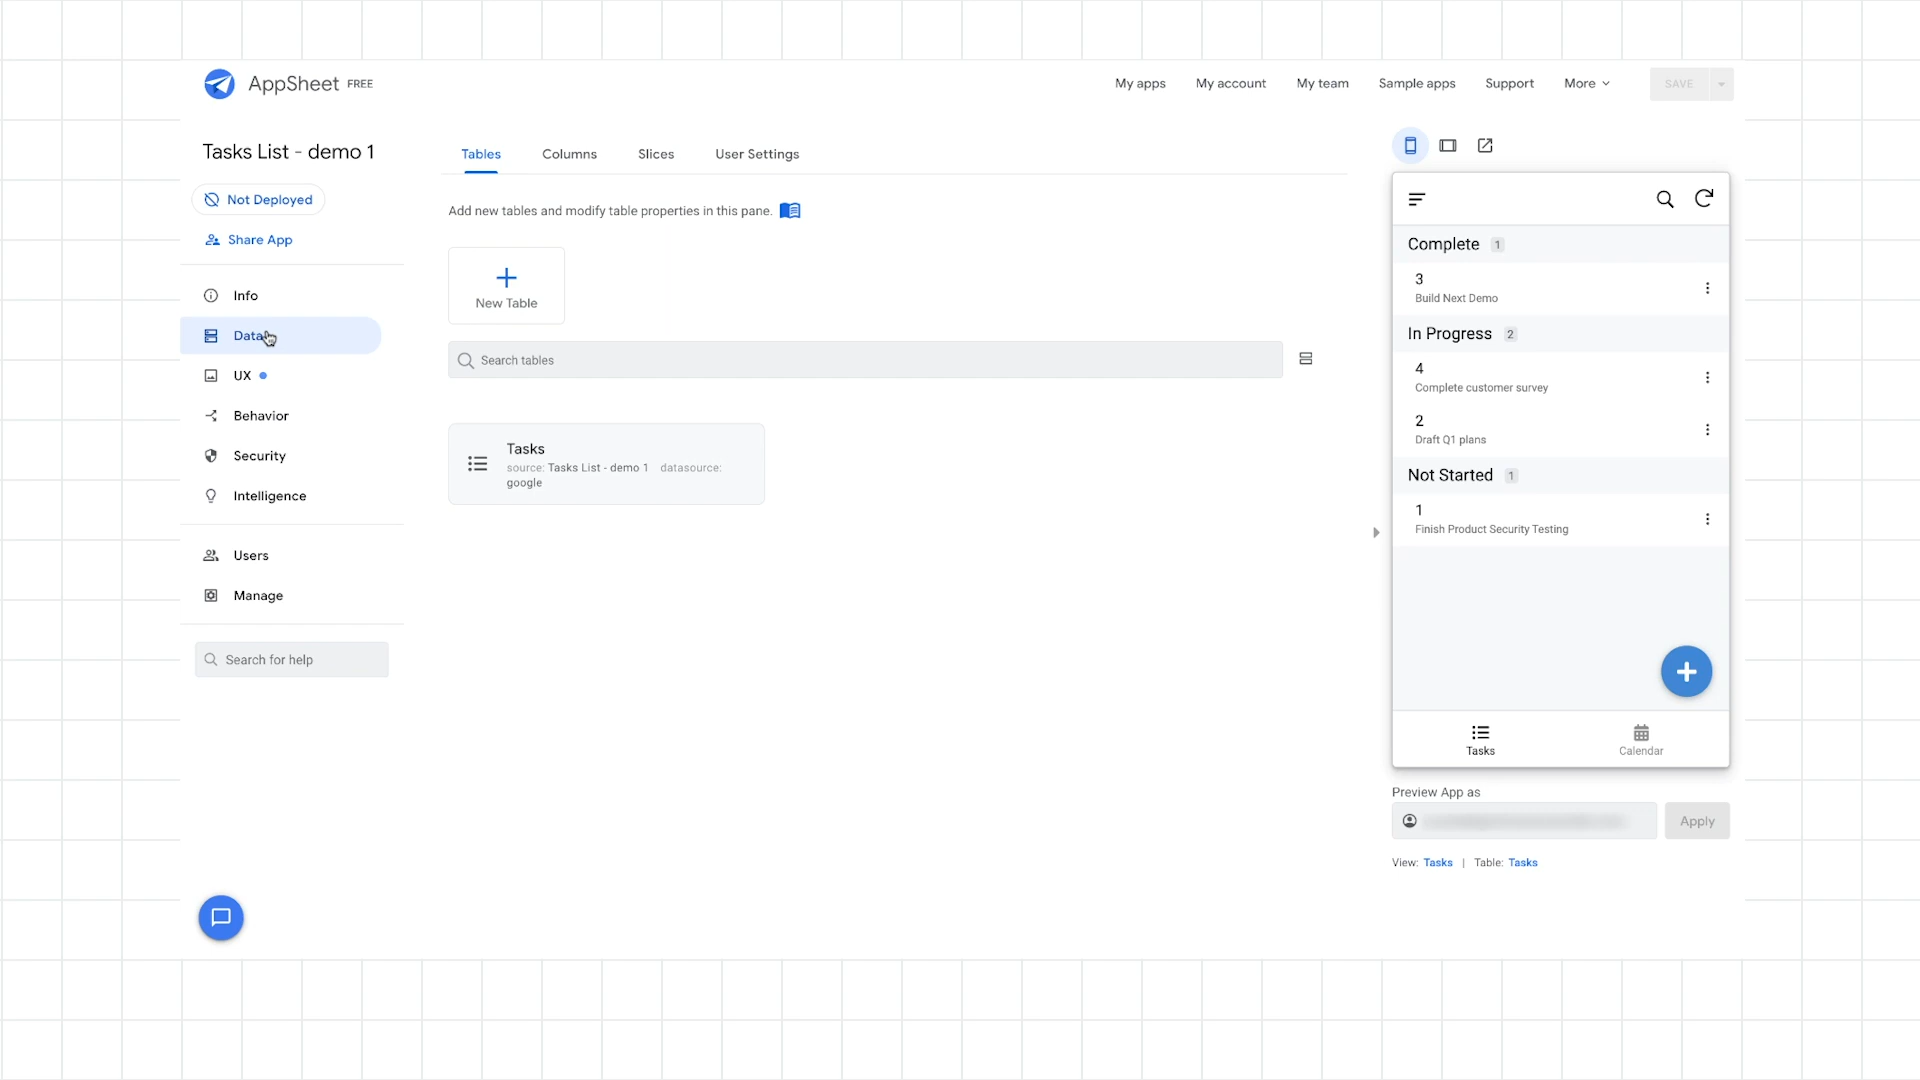 AppSheet FREE
My apps
My account
My team
Sample apps
Support
More
SAVE
Tasks List - demo 1
Not Deployed
Share App
Info
Data
UX
Behavior
Security
Intelligence
Users
Manage
Search for help
Tables
Columns
Slices
User Settings
Add new tables and modify table properties in this pane.
New Table
Search tables
Tasks
source: Tasks List - demo 1 datasource:
google
Complete 1
3
Build Next Demo
In Progress 2
4
Complete customer survey
2
Draft Q1 plans
Not Started 1
1
Finish Product Security Testing
Tasks
Calendar
Preview App as
Apply
View: Tasks | Table: Tasks